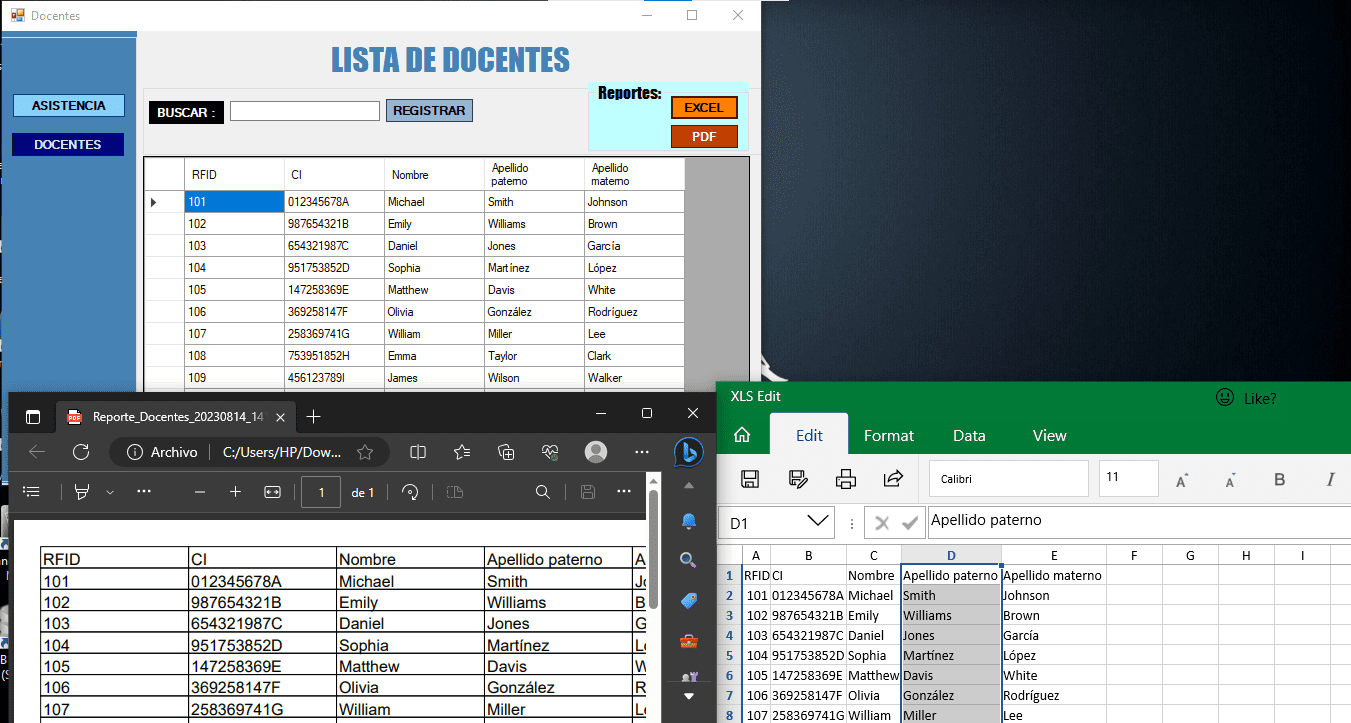 Docentes
LISTA DE DOCENTES
ASISTENCIA
DOCENTES
BUSCAR :
REGISTRAR
Reportes:
EXCEL
PDF
RFID CI Nombre Apellido paterno Apellido materno
101 012345678A Michael Smith Johnson
102 987654321B Emily Williams Brown
103 654321987C Daniel Jones García
104 951753852D Sophia Martínez López
105 147258369E Matthew Davis White
106 369258147F Olivia González Rodríguez
107 258369741G William Miller Lee
108 753951852H Emma Taylor Clark
109 456123789I James Wilson Walker
Reporte_Docentes_20230814_14
Archivo C:/Users/HP/Dow...
1 de 1
RFID CI Nombre Apellido paterno A
101 012345678A Michael Smith
102 987654321B Emily Williams B
103 654321987C Daniel Jones G
104 951753852D Sophia Martínez
105 147258369E Matthew Davis W
106 369258147F Olivia González R
107 258369741G William Miller
XLS Edit
Like?
Edit Format Data View
Calibri 11 A A B I
D1 Apellido paterno
A B C D E F G H I
1 RFID CI Nombre Apellido paterno Apellido materno
2 101 012345678A Michael Smith Johnson
3 102 987654321B Emily Williams Brown
4 103 654321987C Daniel Jones García
5 104 951753852D Sophia Martínez López
6 105 147258369E Matthew Davis White
7 106 369258147F Olivia González Rodríguez
8 107 258369741G William Miller Lee